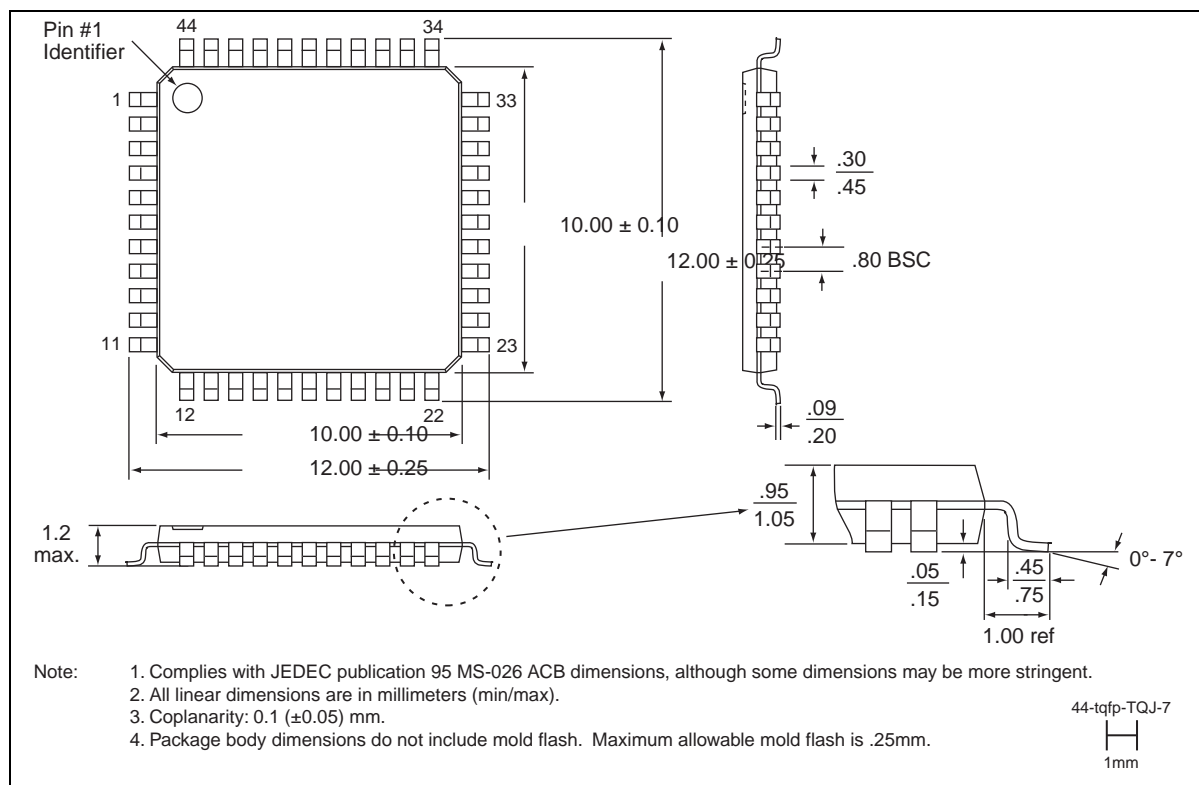 Pin #1
Identifier
44
34
1
33
.30
.45
10.00 ± 0.10
12.00 ± 0.25
.80 BSC
11
23
12
22
.09
.20
10.00 ± 0.10
12.00 ± 0.25
.95
1.05
1.2
max.
.05
.15
.45
.75
0°- 7°
1.00 ref
Note:
1. Complies with JEDEC publication 95 MS-026 ACB dimensions, although some dimensions may be more stringent.
2. All linear dimensions are in millimeters (min/max).
3. Coplanarity: 0.1 (±0.05) mm.
4. Package body dimensions do not include mold flash.  Maximum allowable mold flash is .25mm.
44-tqfp-TQJ-7
1mm